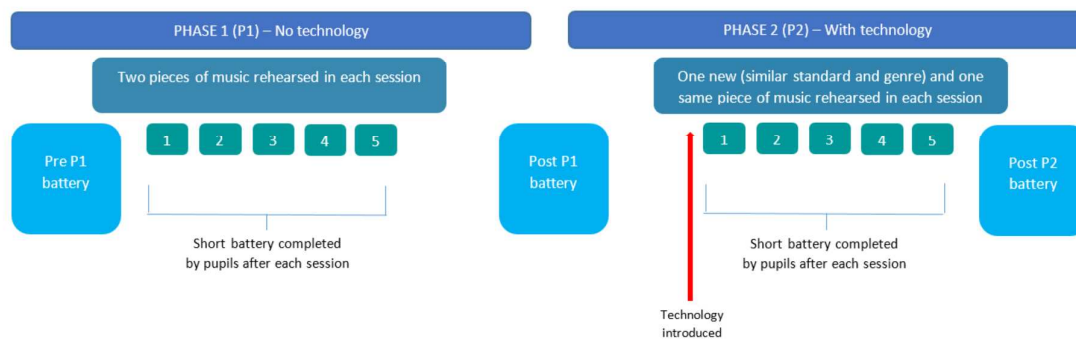 PHASE 1 (P1) – No technology
Two pieces of music rehearsed in each session
Pre P1
battery
1 2 3 4 5
Short battery completed
by pupils after each session
Post P1
battery
PHASE 2 (P2) – With technology
One new (similar standard and genre) and one
same piece of music rehearsed in each session
1 2 3 4 5
Short battery completed
by pupils after each session
Technology
introduced
Post P2
battery